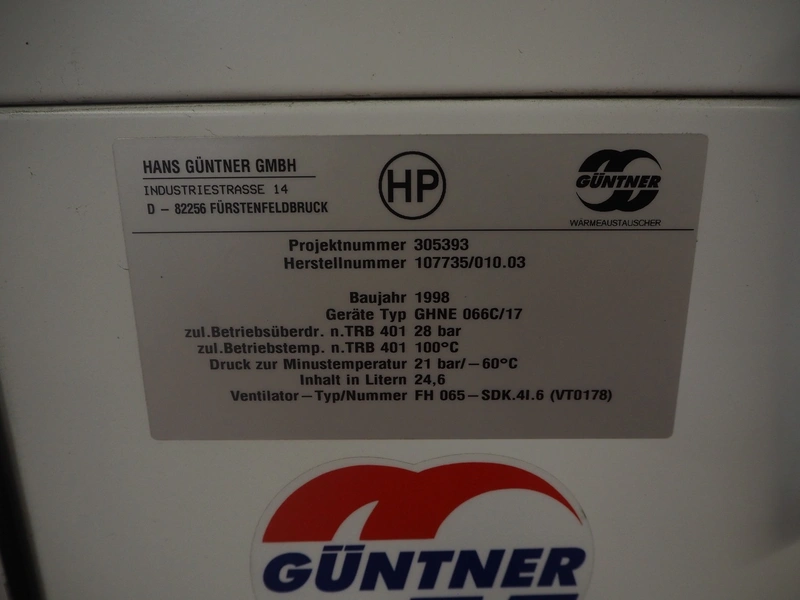 HANS GÜNTNER GMBH
INDUSTRIESTRASSE 14
D - 82256 FÜRSTENFELDBRUCK
HP
GÜNTNER
WÄRMEAUSTAUSCHER
Projektnummer 305393
Herstellnummer 107735/010.03
Baujahr 1998
Geräte Typ GHNE 066C/17
zul.Betriebsüberdr. n.TRB 401 28 bar
zul.Betriebstemp. n.TRB 401 100°C
Druck zur Minustemperatur 21 bar/-60°C
Inhalt in Litern 24,6
Ventilator-Typ/Nummer FH 065-SDK.4I.6 (VT0178)
GÜNTNER